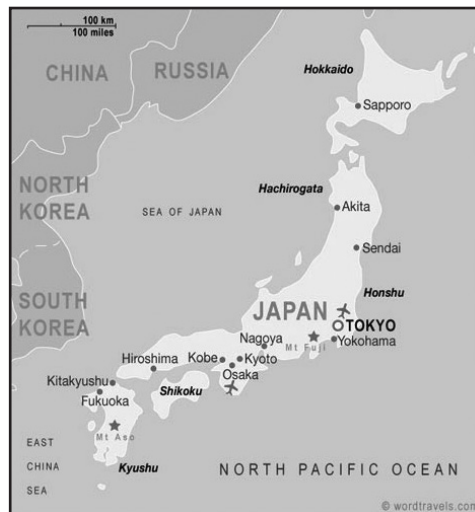 100 km
100 miles
CHINA
RUSSIA
Hokkaido
Sapporo
NORTH
KOREA
Hachirogata
SEA OF JAPAN
Akita
Sendai
SOUTH
KOREA
Honshu
JAPAN
TOKYO
Nagoya
Mt Fuji
Yokohama
Hiroshima
Kobe
Kyoto
Osaka
Kitakyushu
Fukuoka
Shikoku
Mt Aso
EAST
CHINA
SEA
Kyushu
NORTH PACIFIC OCEAN
© wordtravels.com